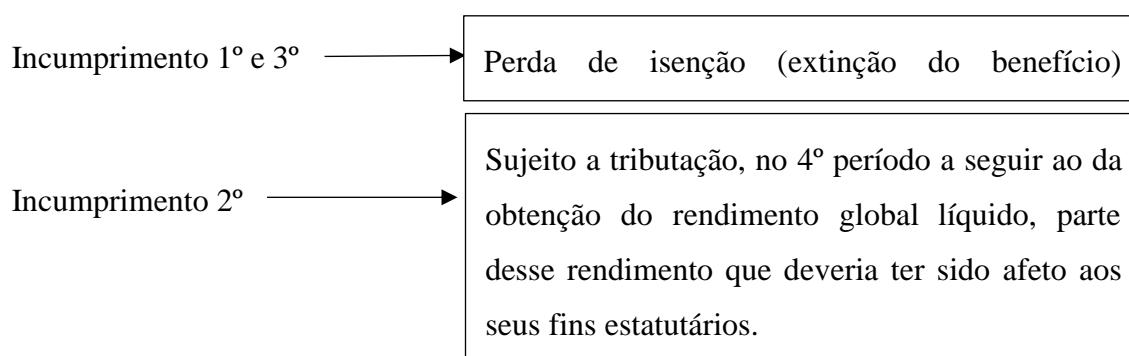 Incumprimento 1º e 3º
Perda de isenção (extinção do benefício)
Incumprimento 2º
Sujeito a tributação, no 4º período a seguir ao da
obtenção do rendimento global líquido, parte
desse rendimento que deveria ter sido afeto aos
seus fins estatutários.